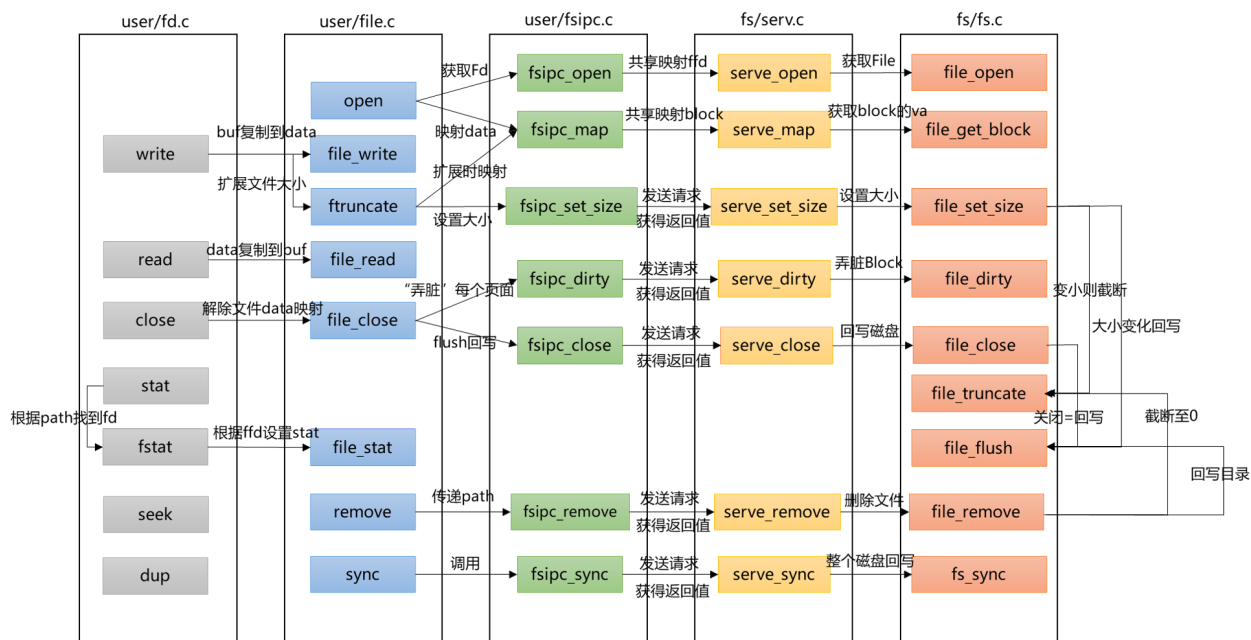 user/fd.c
user/file.c
user/fsipc.c
fs/serv.c
fs/fs.c
获取Fd
fsipc_open
共享映射ffd
serve_open
获取File
file_open
open
映射data
fsipc_map
共享映射block
serve_map
获取block的va
file_get_block
write
buf复制到data
file_write
扩展时映射
扩展文件大小
ftruncate
设置大小
fsipc_set_size
发送请求
获得返回值
serve_set_size
设置大小
file_set_size
read
data复制到buf
file_read
“弄脏”每个页面
fsipc_dirty
发送请求
获得返回值
serve_dirty
弄脏Block
file_dirty
变小则截断
大小变化回写
close
解除文件data映射
file_close
flush回写
fsipc_close
发送请求
获得返回值
serve_close
回写磁盘
file_close
stat
file_truncate
根据path找到fd
关闭=回写
截断至0
fstat
根据ffd设置stat
file_stat
file_flush
回写目录
seek
remove
传递path
fsipc_remove
发送请求
获得返回值
serve_remove
删除文件
file_remove
dup
sync
调用
fsipc_sync
发送请求
获得返回值
serve_sync
整个磁盘回写
fs_sync